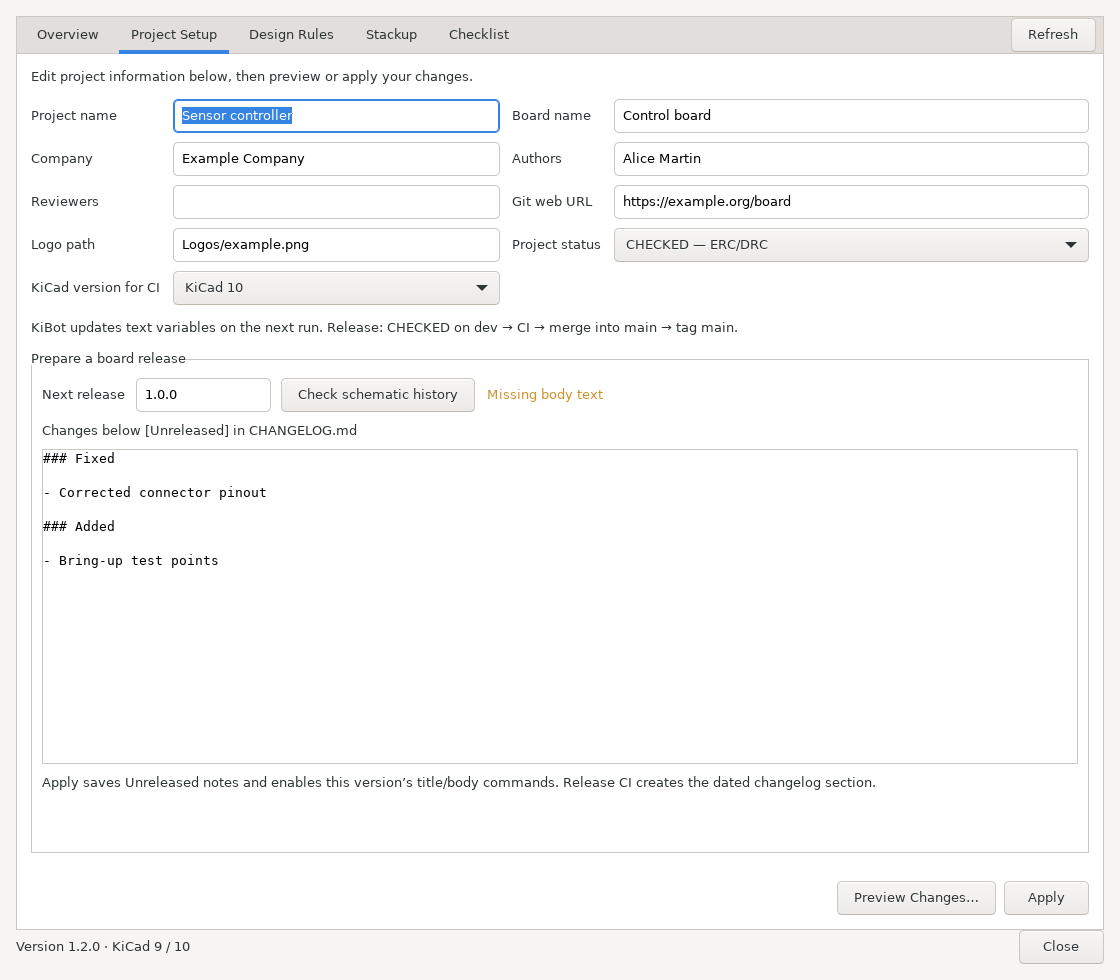 Overview Project Setup Design Rules Stackup Checklist Refresh
Edit project information below, then preview or apply your changes.
Project name Sensor controller Board name Control board
Company Example Company Authors Alice Martin
Reviewers Git web URL https://example.org/board
Logo path Logos/example.png Project status CHECKED — ERC/DRC
KiCad version for CI KiCad 10
KiBot updates text variables on the next run. Release: CHECKED on dev → CI → merge into main → tag main.
Prepare a board release
Next release 1.0.0 Check schematic history Missing body text
Changes below [Unreleased] in CHANGELOG.md
### Fixed
- Corrected connector pinout
### Added
- Bring-up test points
Apply saves Unreleased notes and enables this version’s title/body commands. Release CI creates the dated changelog section.
Preview Changes... Apply
Version 1.2.0 · KiCad 9 / 10 Close